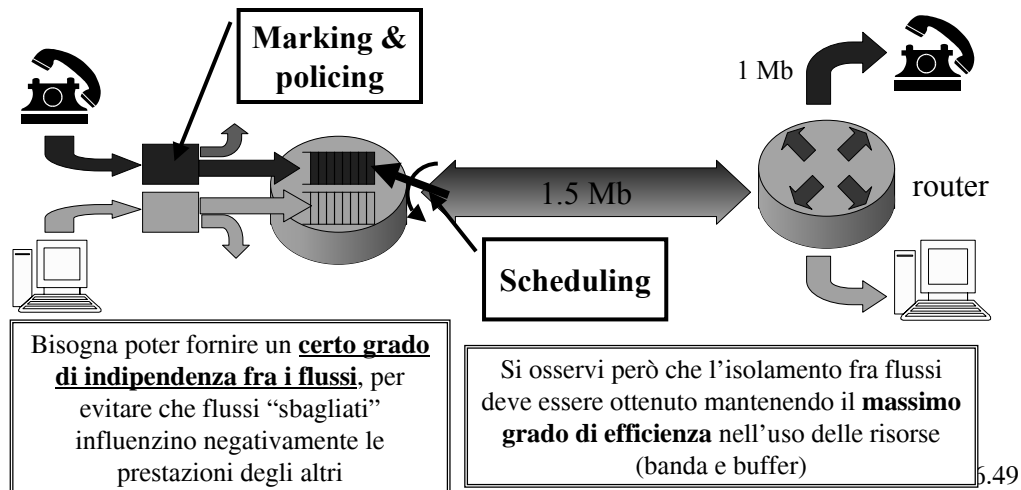 Marking &
policing
1 Mb
1.5 Mb
router
Scheduling
Bisogna poter fornire un certo grado
di indipendenza fra i flussi, per
evitare che flussi “sbagliati”
influenzino negativamente le
prestazioni degli altri
Si osservi però che l'isolamento fra flussi
deve essere ottenuto mantenendo il massimo
grado di efficienza nell'uso delle risorse
(banda e buffer)
.49